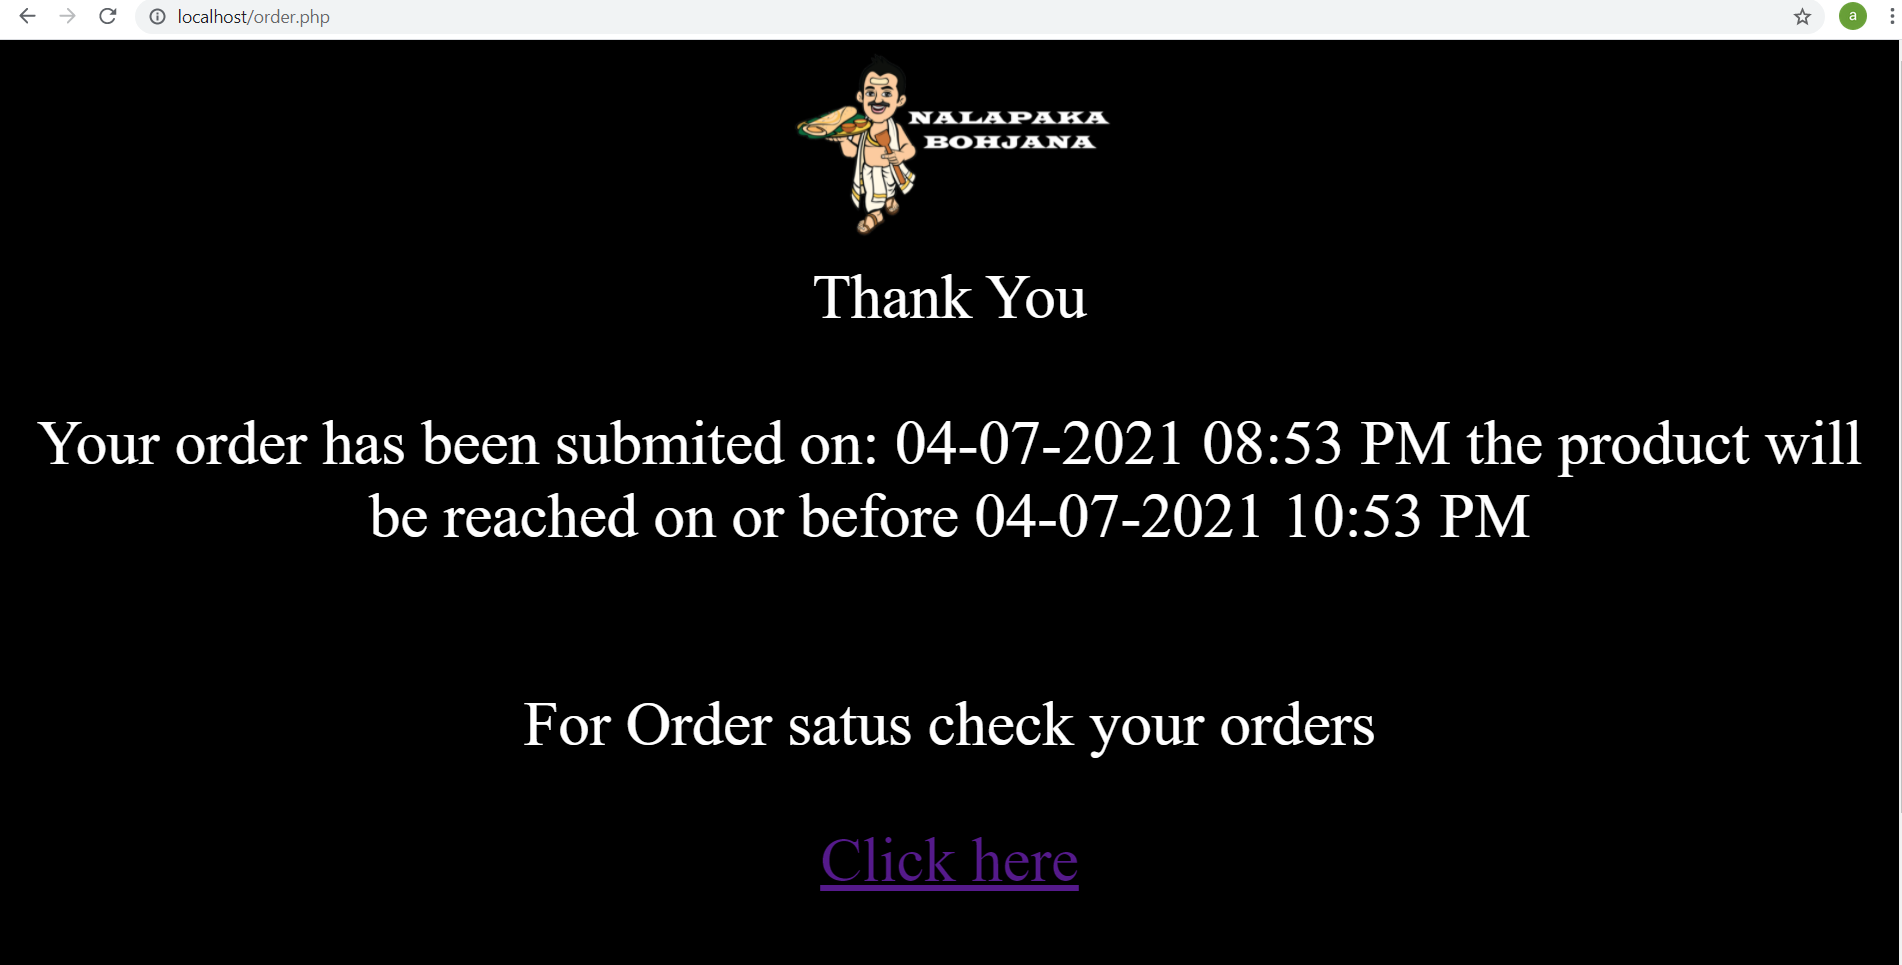 localhost/order.php
a
NALAPAKA
BOHJANA
Thank You
Your order has been submited on: 04-07-2021 08:53 PM the product will
be reached on or before 04-07-2021 10:53 PM
For Order satus check your orders
Click here